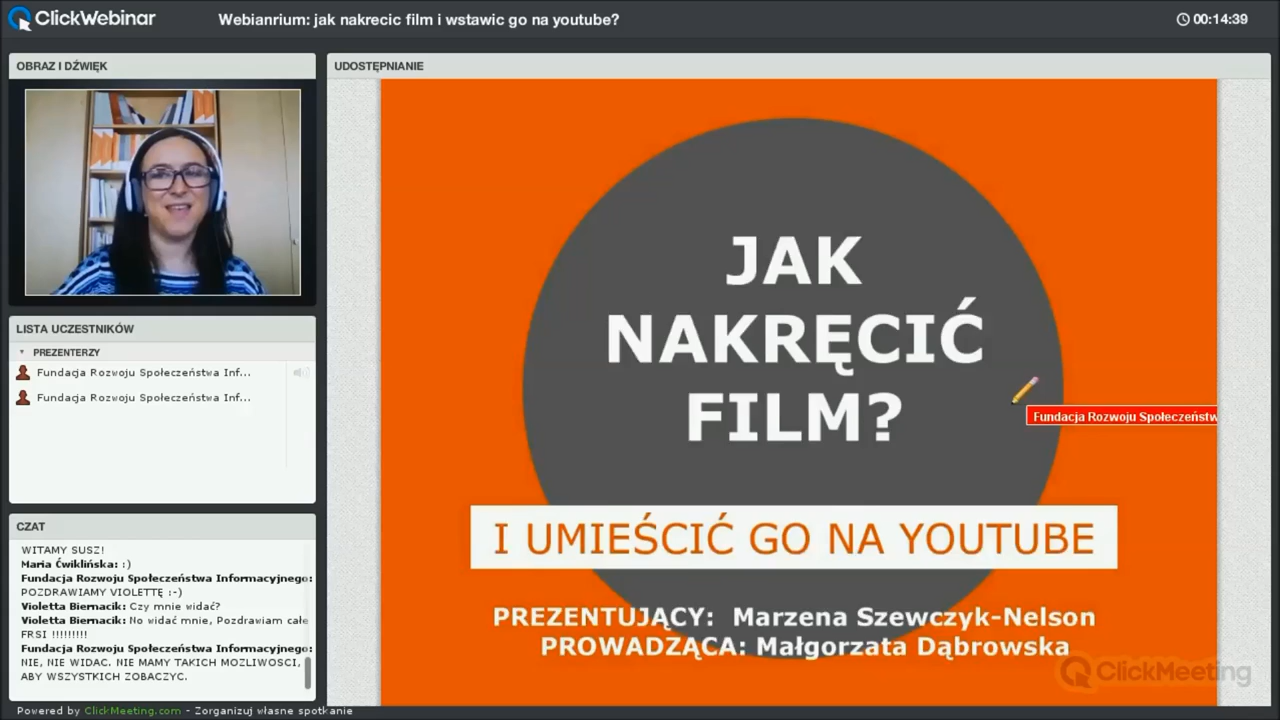 ClickWebinar
Webianrium: jak nakrecic film i wstawic go na youtube?
00:14:39
OBRAZ I DŹWIĘK
UDOSTĘPNIANIE
LISTA UCZESTNIKÓW
PREZENTERZY
Fundacja Rozwoju Społeczeństwa Inf...
Fundacja Rozwoju Społeczeństwa Inf...
CZAT
WITAMY SUSZ!
Maria Ćwiklińska: :)
Fundacja Rozwoju Społeczeństwa Informacyjnego:
POZDRAWIAMY VIOLETTĘ :-)
Violetta Biernacik: Czy mnie widać?
Violetta Biernacik: No widać mnie, Pozdrawiam całe
FRSI !!!!!!!!!
Fundacja Rozwoju Społeczeństwa Informacyjnego:
NIE, NIE WIDAC. NIE MAMY TAKICH MOZLIWOSCI,
ABY WSZYSTKICH ZOBACZYC.
JAK
NAKRĘCIĆ
FILM?
Fundacja Rozwoju Społeczeństw
I UMIEŚCIĆ GO NA YOUTUBE
PREZENTUJĄCY: Marzena Szewczyk-Nelson
PROWADZĄCA: Małgorzata Dąbrowska
ClickMeeting
Powered by ClickMeeting.com - Zorganizuj własne spotkanie